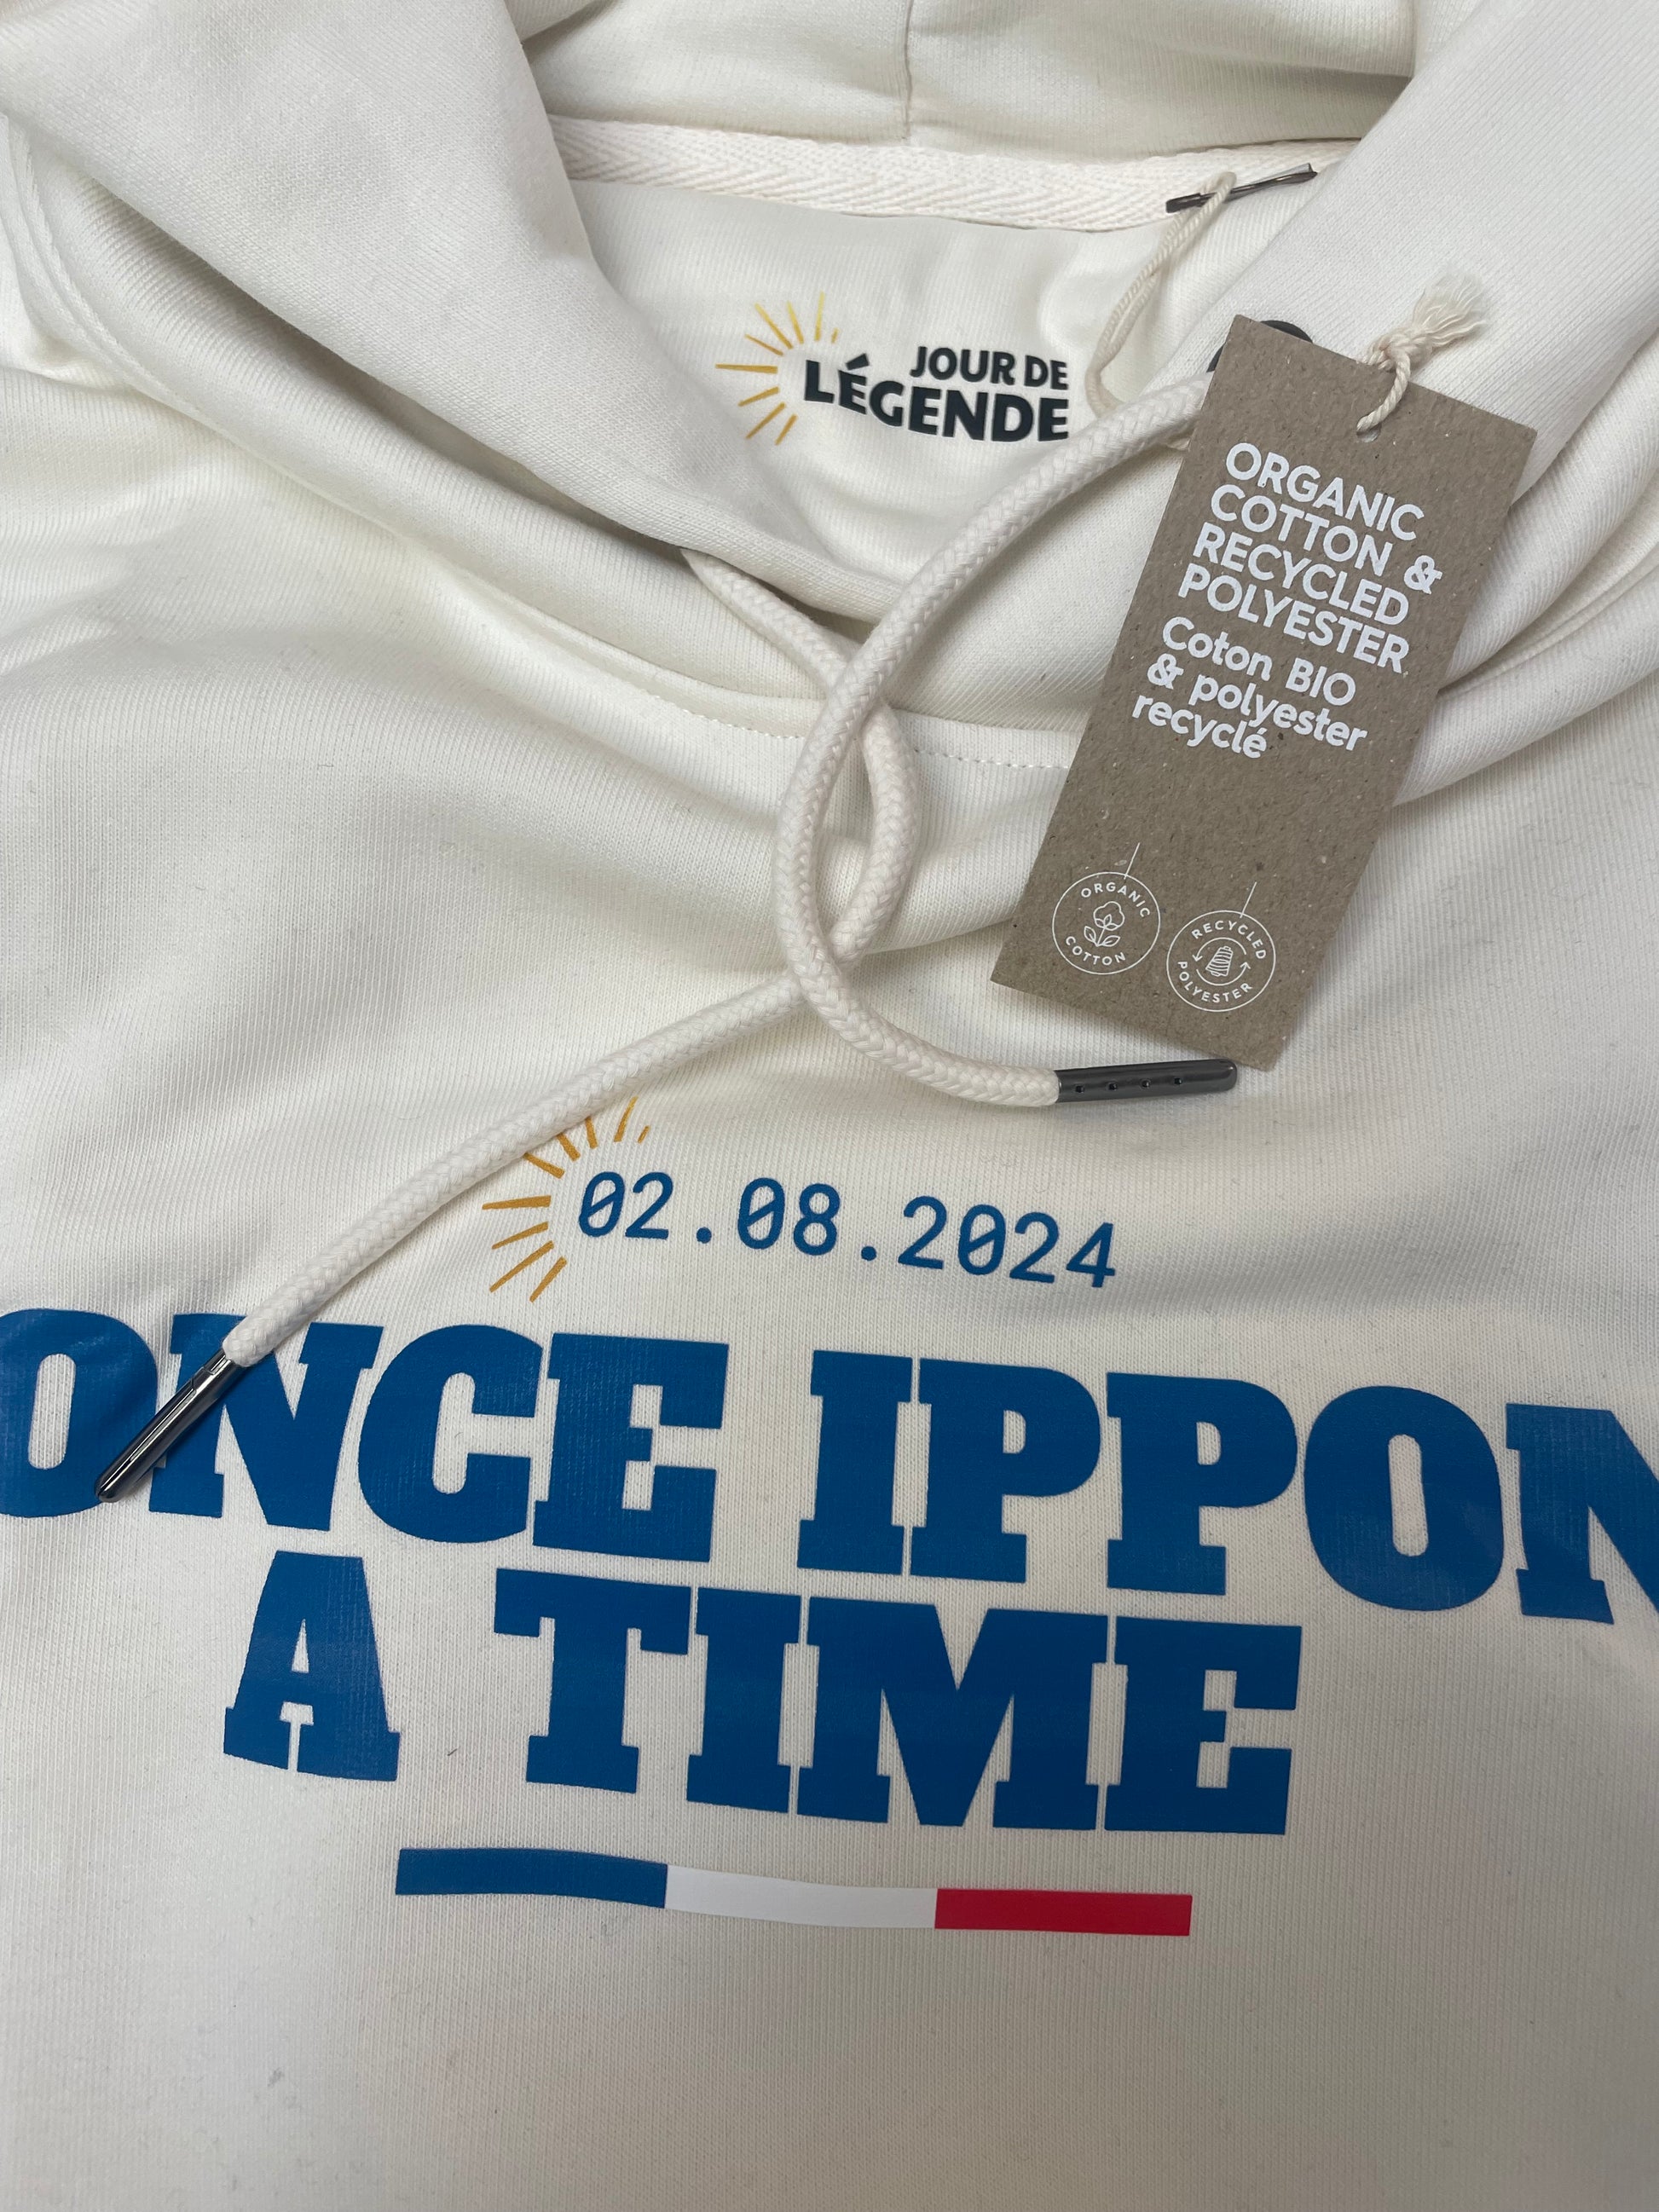 JOUR DE
LÉGENDE
ORGANIC
COTTON &
RECYCLED
POLYESTER
Coton BIO
& polyester
recyclé
ORGANIC
COTTON
RECYCLED
POLYESTER
02.08.2024
ONCE IPPON
A TIME